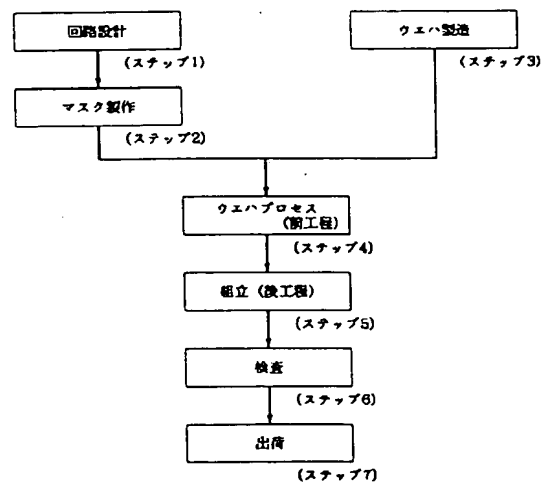 回路設計
(ステップ1)
ウエハ製造
(ステップ3)
マスク製作
(ステップ2)
ウエハプロセス
(前工程)
(ステップ4)
組立(後工程)
(ステップ5)
検査
(ステップ6)
出荷
(ステップ7)